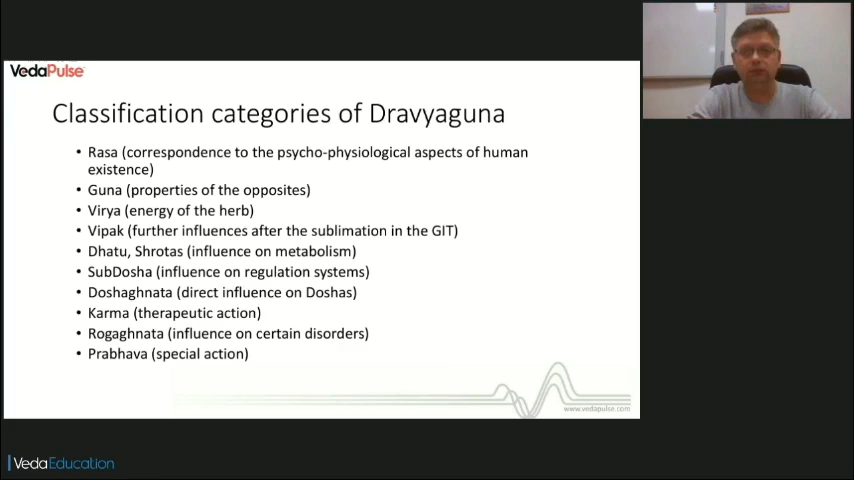 VedaPulse
Classification categories of Dravyaguna
• Rasa (correspondence to the psycho-physiological aspects of human
existence)
• Guna (properties of the opposites)
• Virya (energy of the herb)
• Vipak (further influences after the sublimation in the GIT)
• Dhatu, Shrotas (influence on metabolism)
• SubDosha (influence on regulation systems)
• Doshaghnata (direct influence on Doshas)
• Karma (therapeutic action)
• Rogaghnata (influence on certain disorders)
• Prabhava (special action)
www.vedapulse.com
VedaEducation